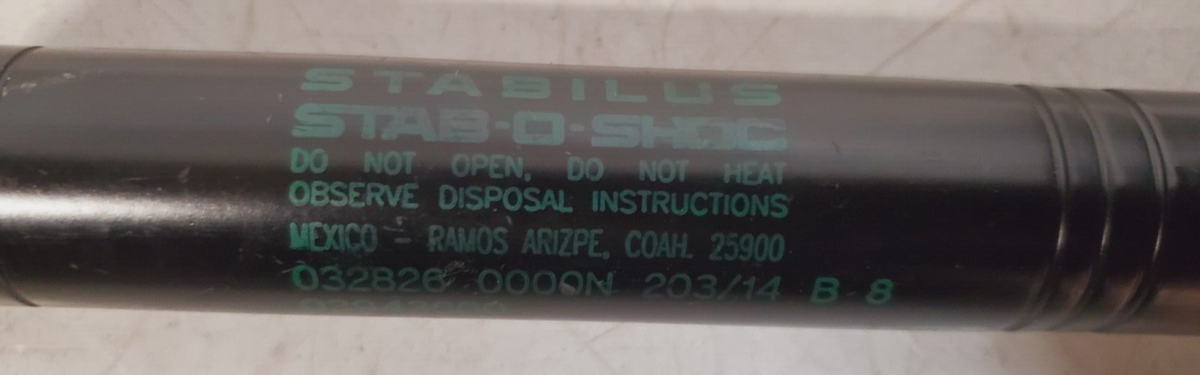 STABILUS
STAB-O-SHOC
DO NOT OPEN, DO NOT HEAT
OBSERVE DISPOSAL INSTRUCTIONS
MEXICO - RAMOS ARIZPE, COAH. 25900
032826 0000N 203/14 B 8